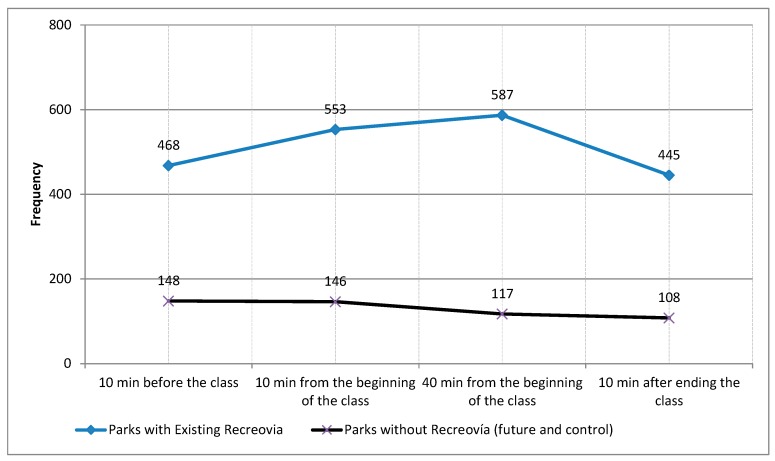 800
600
400
200
0
Frequency
468
553
587
445
148
146
117
108
10 min before the class
10 min from the beginning
of the class
40 min from the beginning
of the class
10 min after ending the
class
Parks with Existing Recreovia
Parks without Recreovía (future and control)